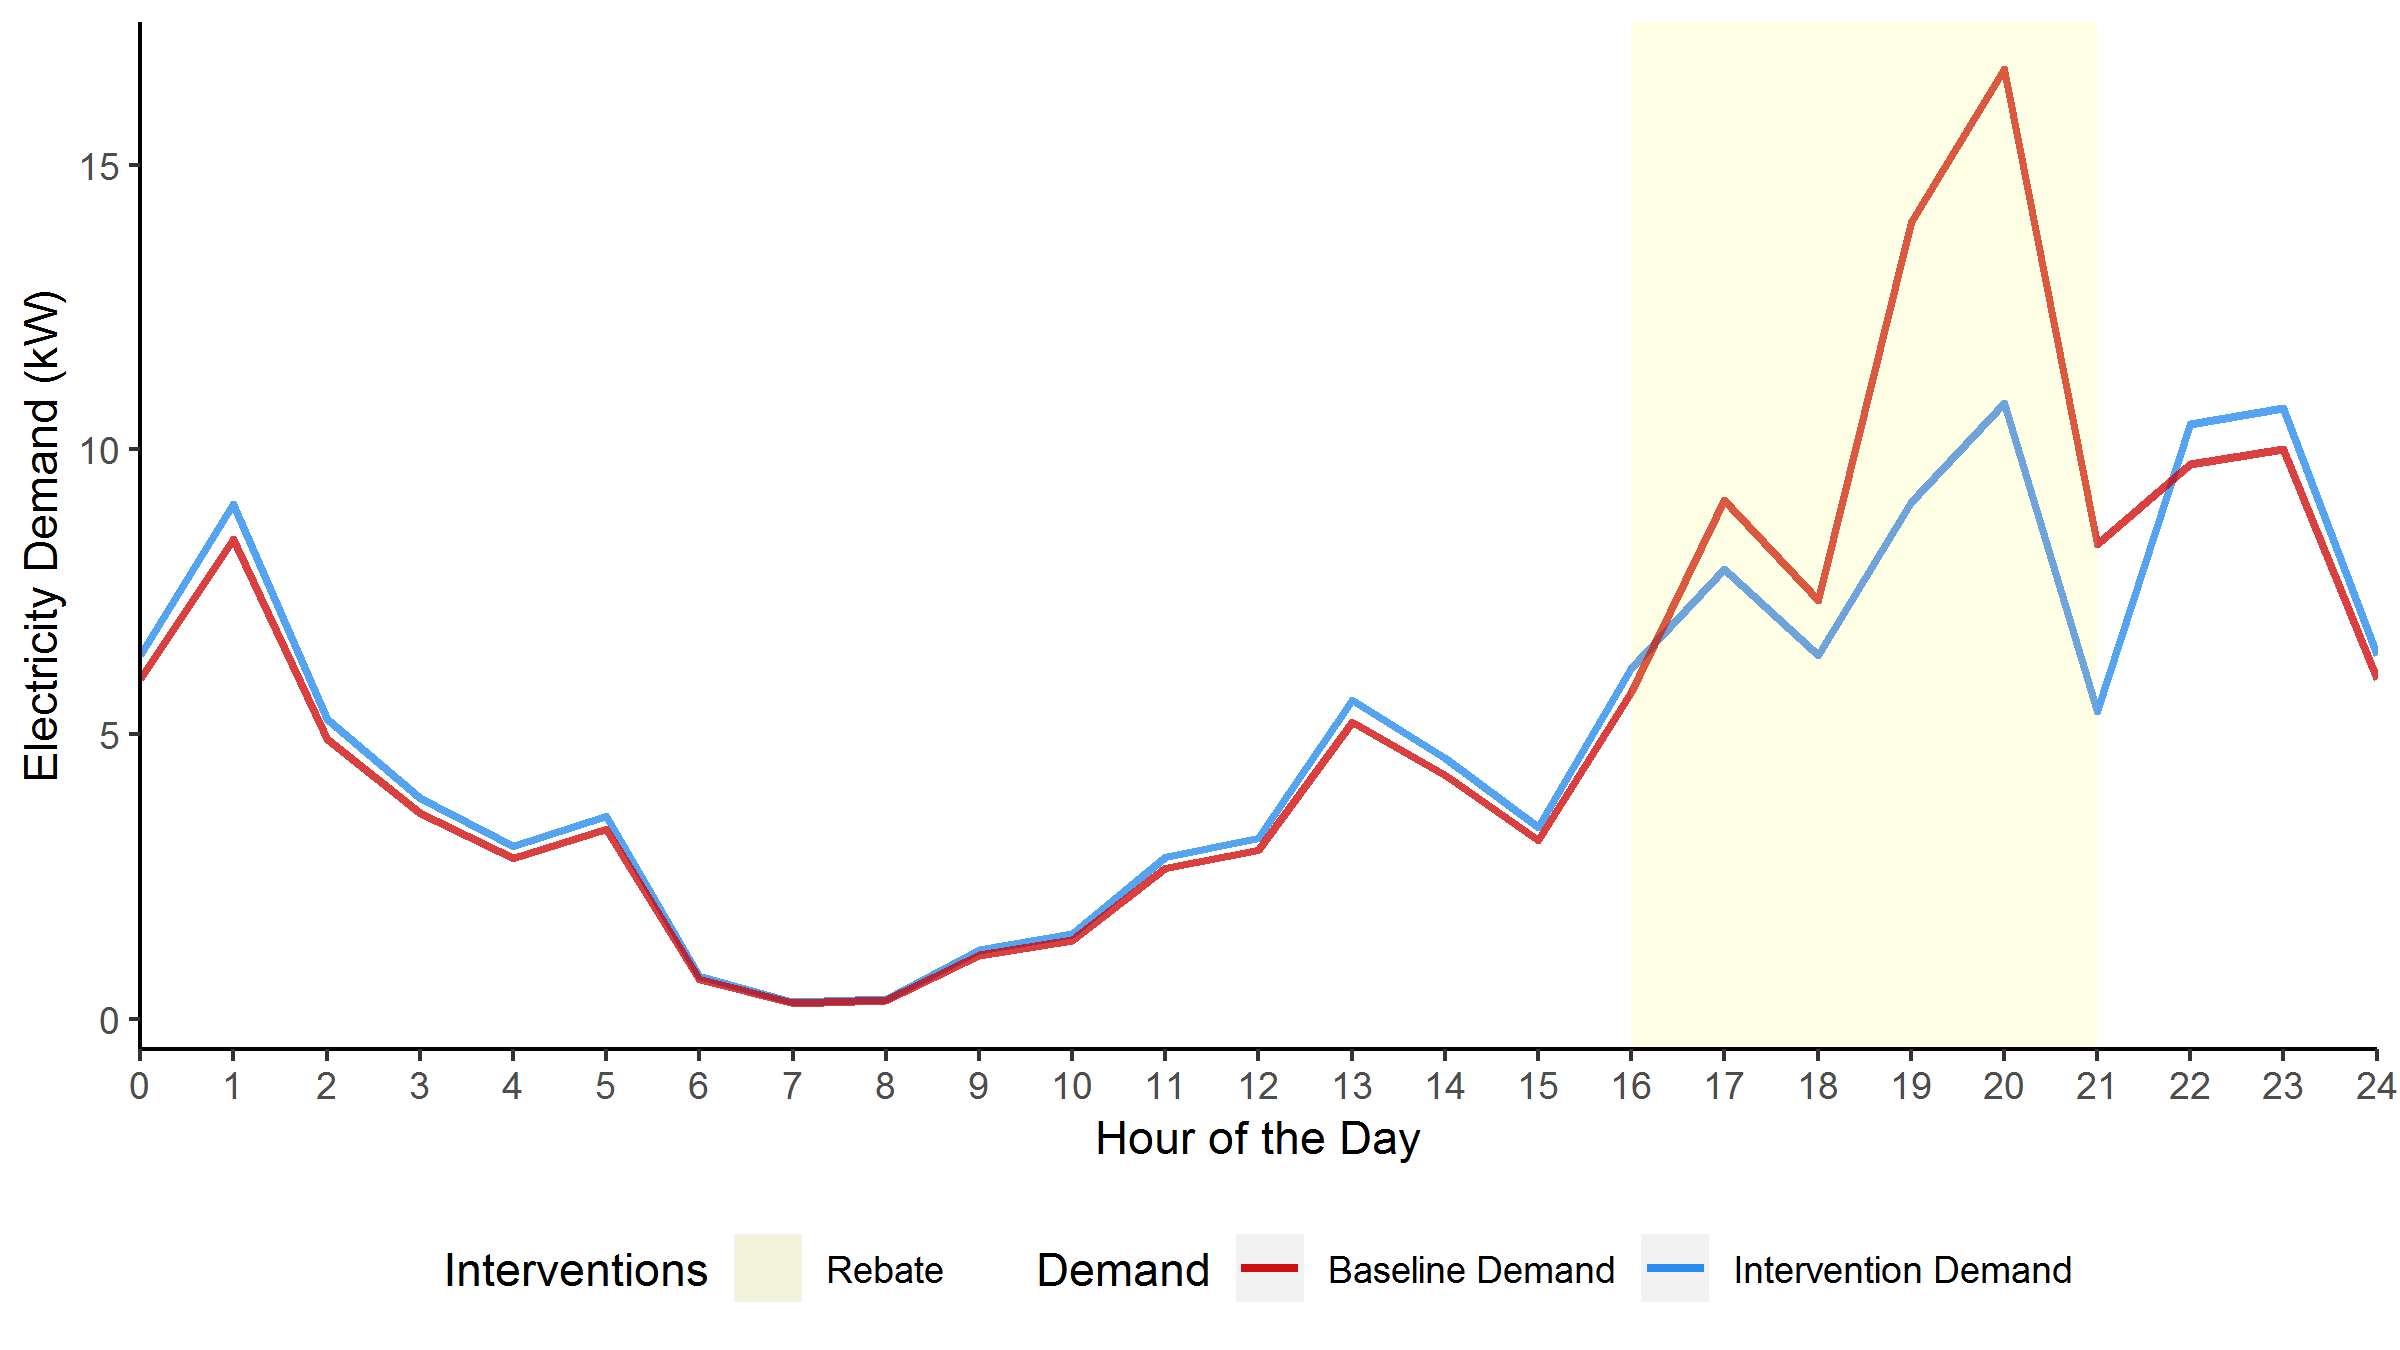 Electricity Demand (kW)
15
10
5
0
0 1 2 3 4 5 6 7 8 9 10 11 12 13 14 15 16 17 18 19 20 21 22 23 24
Hour of the Day
Interventions Rebate Demand Baseline Demand Intervention Demand